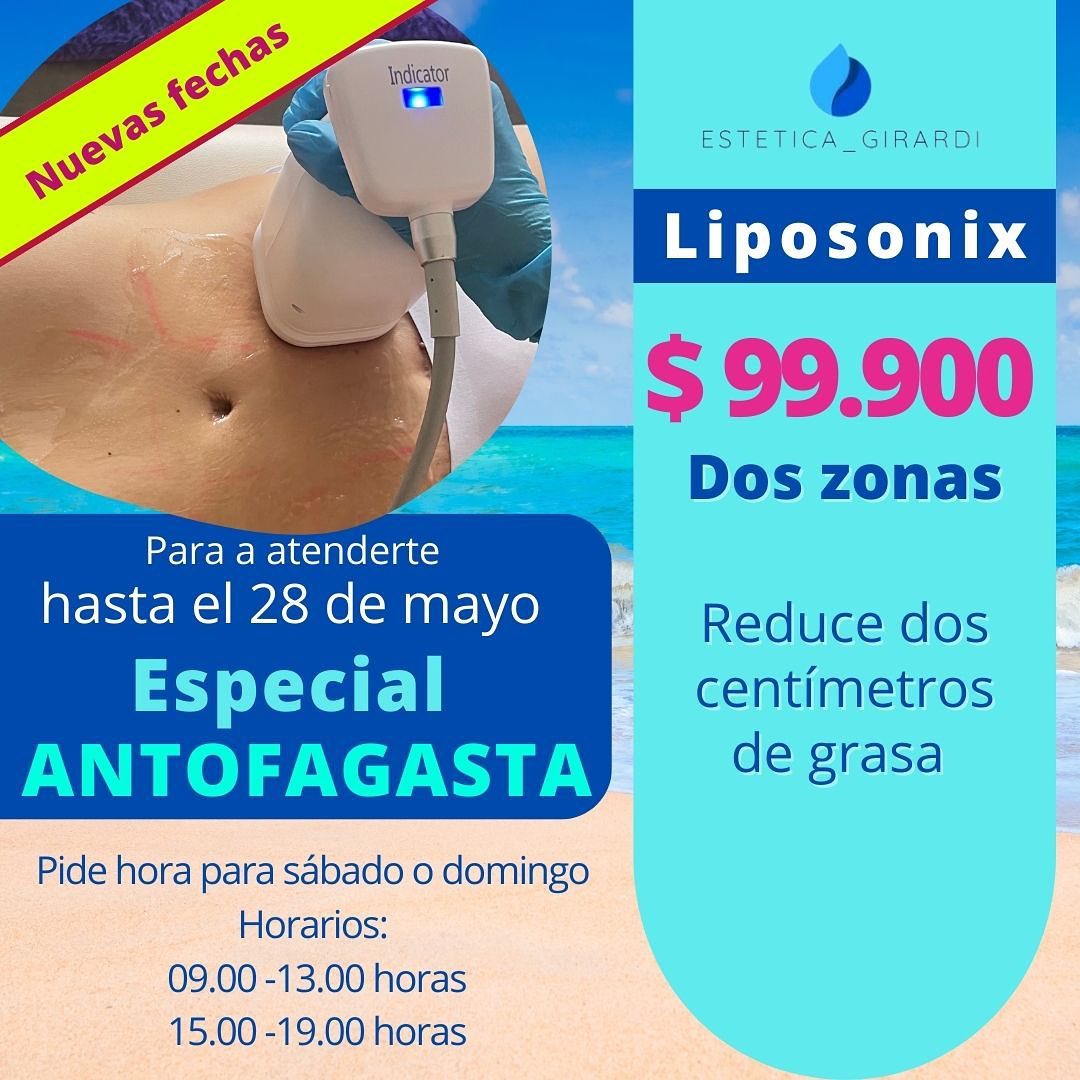 Nuevas fechas
Indicator
ESTETICA_GIRARDI
Liposonix
$ 99.900
Dos zonas
Reduce dos
centímetros
de grasa
Para a atenderte
hasta el 28 de mayo
Especial
ANTOFAGASTA
Pide hora para sábado o domingo
Horarios:
09.00 -13.00 horas
15.00 -19.00 horas